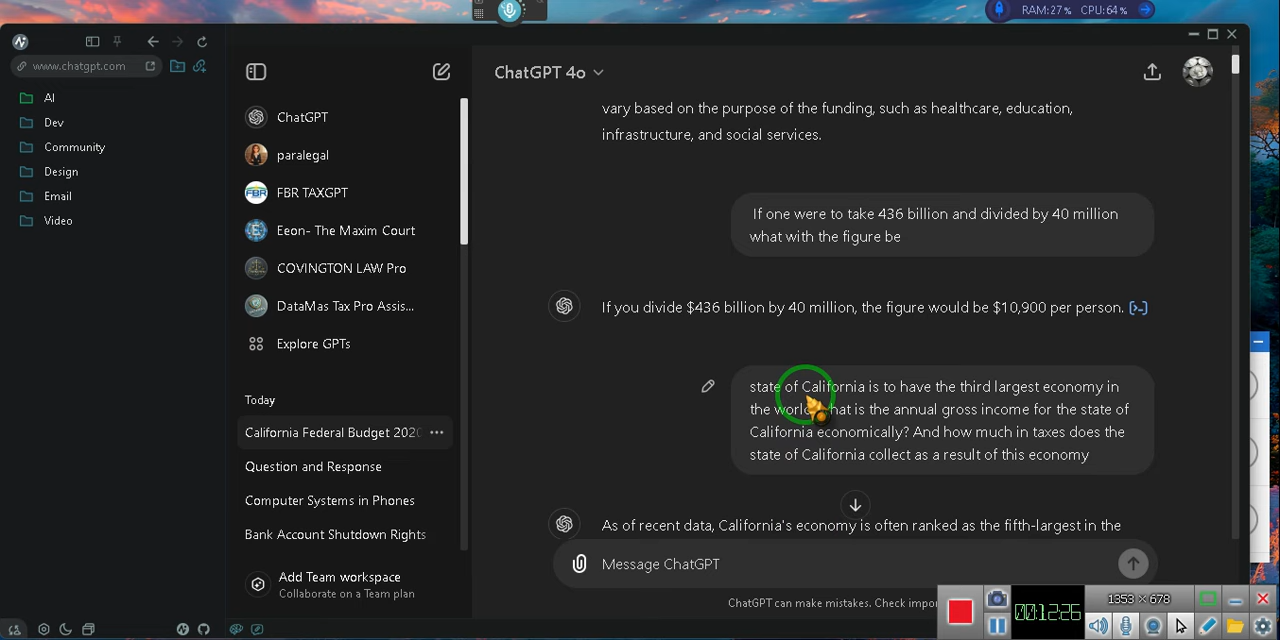 RAM:27% CPU:64%
www.chatgpt.com
AI
Dev
Community
Design
Email
Video
ChatGPT
paralegal
FBR TAXGPT
Eeon- The Maxim Court
COVINGTON LAW Pro
DataMas Tax Pro Assis...
Explore GPTs
Today
California Federal Budget 202
Question and Response
Computer Systems in Phones
Bank Account Shutdown Rights
Add Team workspace
Collaborate on a Team plan
ChatGPT 4o
vary based on the purpose of the funding, such as healthcare, education,
infrastructure, and social services.
If one were to take 436 billion and divided by 40 million
what with the figure be
If you divide $436 billion by 40 million, the figure would be $10,900 per person. [>-]
state of California is to have the third largest economy in
the world hat is the annual gross income for the state of
California economically? And how much in taxes does the
state of California collect as a result of this economy
As of recent data, California's economy is often ranked as the fifth-largest in the
Message ChatGPT
ChatGPT can make mistakes. Check impor
00:12:26
1353 × 678